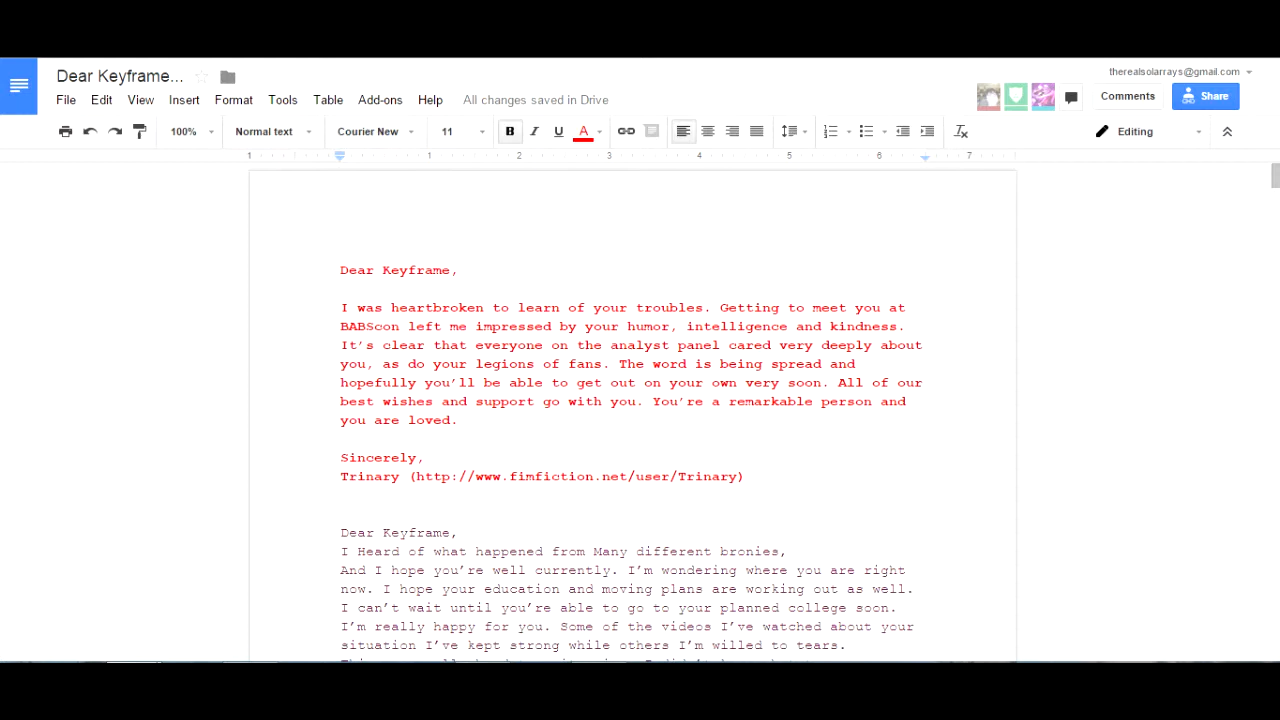 Dear Keyframe...
therealsolarrays@gmail.com
File Edit View Insert Format Tools Table Add-ons Help All changes saved in Drive
Comments Share
100% Normal text Courier New 11 B I U A Editing
1 1 2 3 4 5 6 7
Dear Keyframe,
I was heartbroken to learn of your troubles. Getting to meet you at
BABScon left me impressed by your humor, intelligence and kindness.
It's clear that everyone on the analyst panel cared very deeply about
you, as do your legions of fans. The word is being spread and
hopefully you'll be able to get out on your own very soon. All of our
best wishes and support go with you. You're a remarkable person and
you are loved.
Sincerely,
Trinary (http://www.fimfiction.net/user/Trinary)
Dear Keyframe,
I Heard of what happened from Many different bronies,
And I hope you're well currently. I'm wondering where you are right
now. I hope your education and moving plans are working out as well.
I can't wait until you're able to go to your planned college soon.
I'm really happy for you. Some of the videos I've watched about your
situation I've kept strong while others I'm willed to tears.